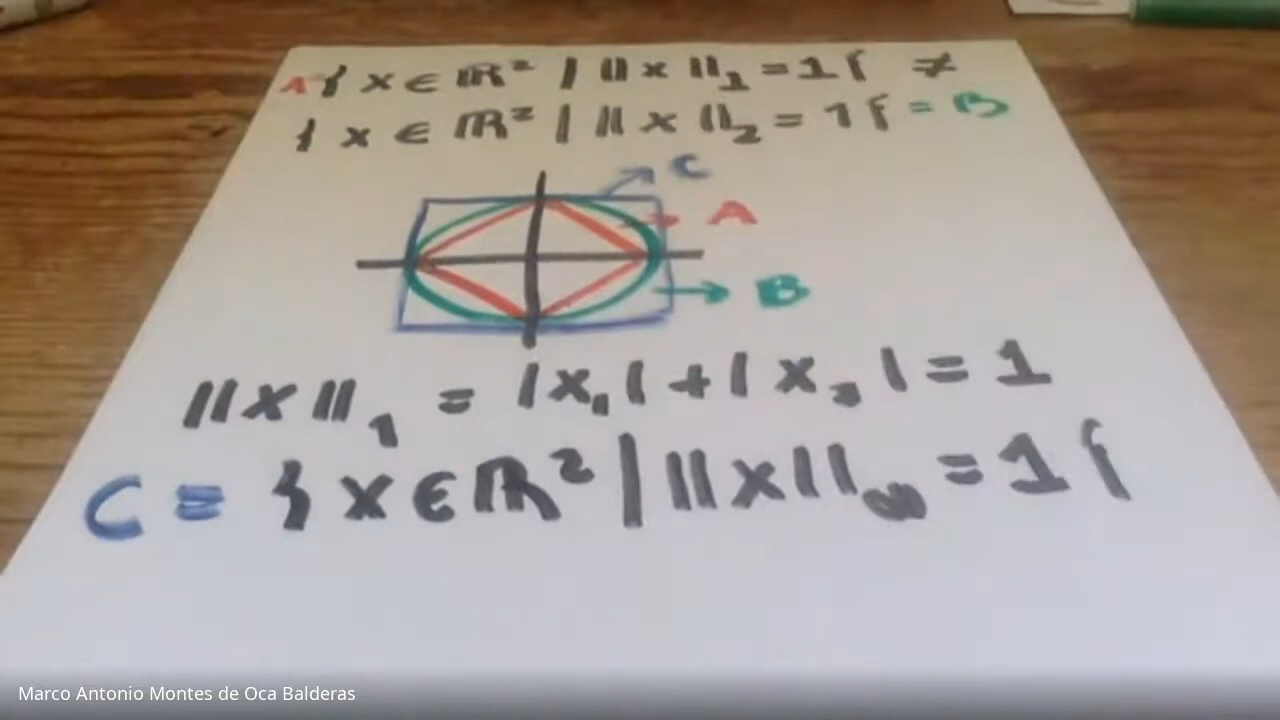 A {x ∈ ℝ² | ||x||₁ = 1} ≠
{x ∈ ℝ² | ||x||₂ = 1} = B
C
A
B
||x||₁ = |x₁| + |x₂| = 1
C = {x ∈ ℝ² | ||x||∞ = 1}
Marco Antonio Montes de Oca Balderas